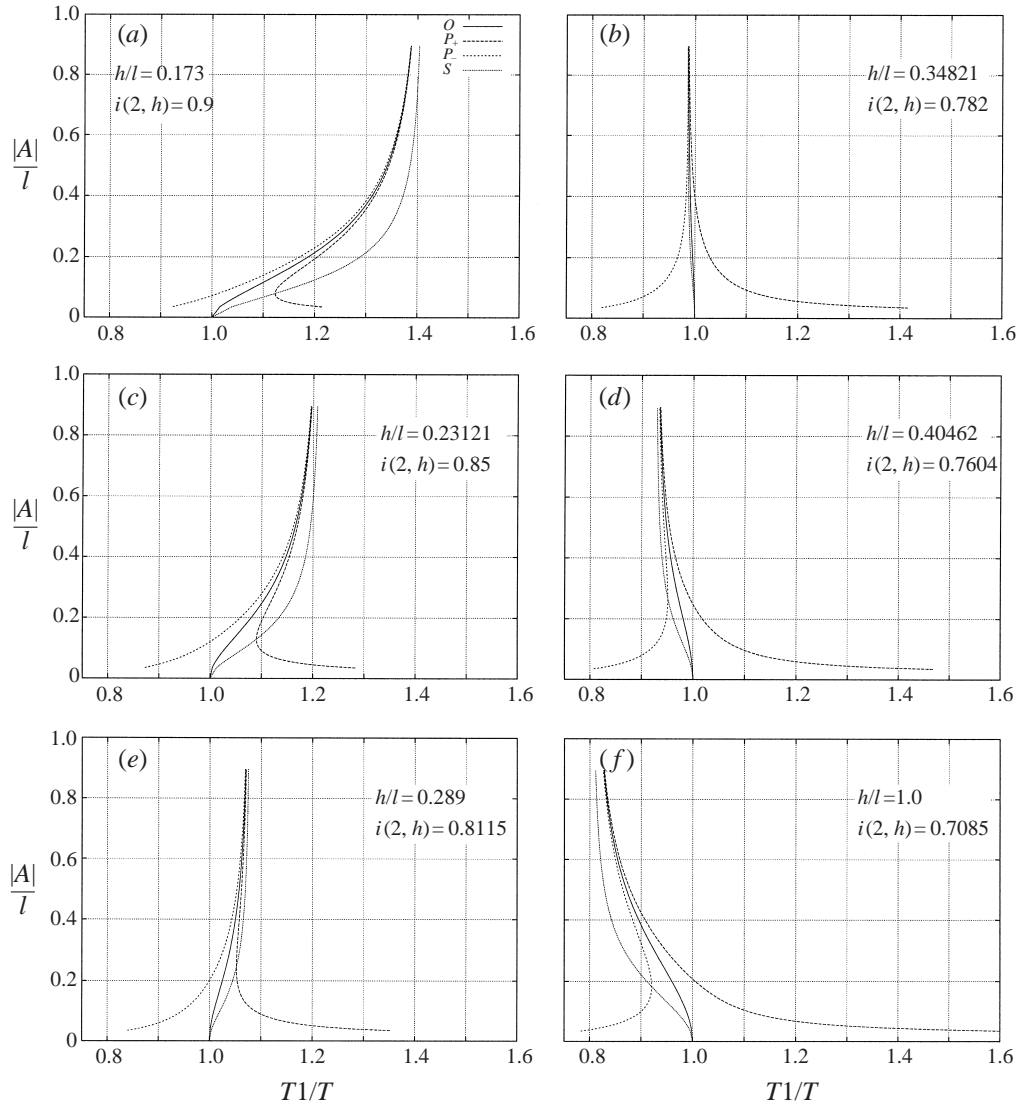 (a)
O
P+
P−
S
h/l = 0.173
i(2, h) = 0.9
1.0
0.8
0.6
0.4
0.2
0
|A|
l
1.0 1.2 1.4 1.6
(b)
h/l = 0.34821
i(2, h) = 0.782
0.8 1.0 1.2 1.4 1.6
(c)
h/l = 0.23121
i(2, h) = 0.85
1.0
0.8
0.6
0.4
0.2
0
|A|
l
1.0 1.2 1.4 1.6
(d)
h/l = 0.40462
i(2, h) = 0.7604
0.8 1.0 1.2 1.4 1.6
(e)
h/l = 0.289
i(2, h) = 0.8115
1.0
0.8
0.6
0.4
0.2
0
|A|
l
1.0 1.2 1.4 1.6
T1/T
(f)
h/l=1.0
i(2, h) = 0.7085
0.8 1.0 1.2 1.4 1.6
T1/T